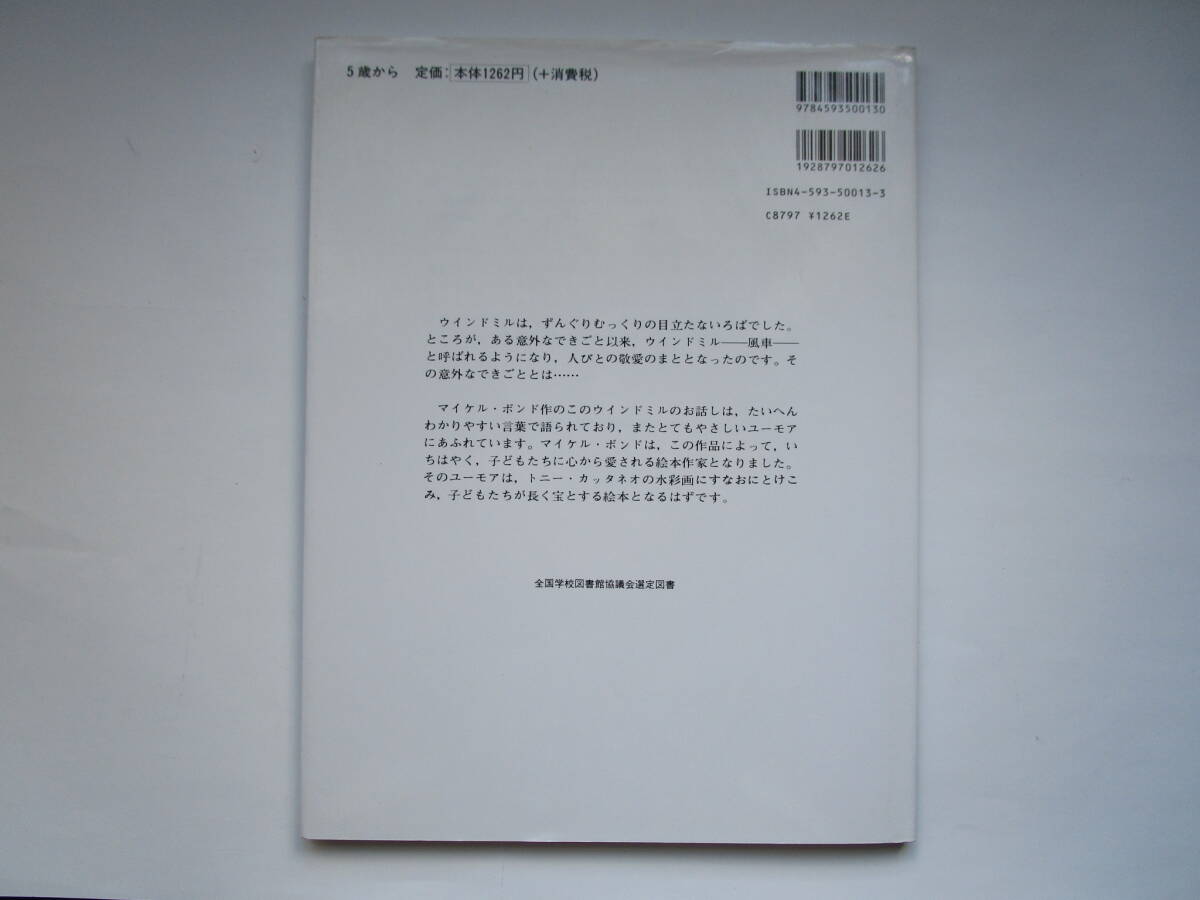 5歳から 定価:本体1262円(+消費税)
9784593500130
1928797012626
ISBN4-593-50013-3
C8797 ¥1262E
ウインドミルは,ずんぐりむっくりの目立たないろばでした。
ところが,ある意外なできごと以来,ウインドミル——風車——
と呼ばれるようになり,人びとの敬愛のまととなったのです。そ
の意外なできごととは……
マイケル・ボンド作のこのウインドミルのお話しは,たいへん
わかりやすい言葉で語られており,またとてもやさしいユーモア
にあふれています。マイケル・ボンドは,この作品によって,い
ちはやく,子どもたちに心から愛される絵本作家となりました。
そのユーモアは,トニー・カッタネオの水彩画にすなおにとけこ
み,子どもたちが長く宝とする絵本となるはずです。
全国学校図書館協議会選定図書